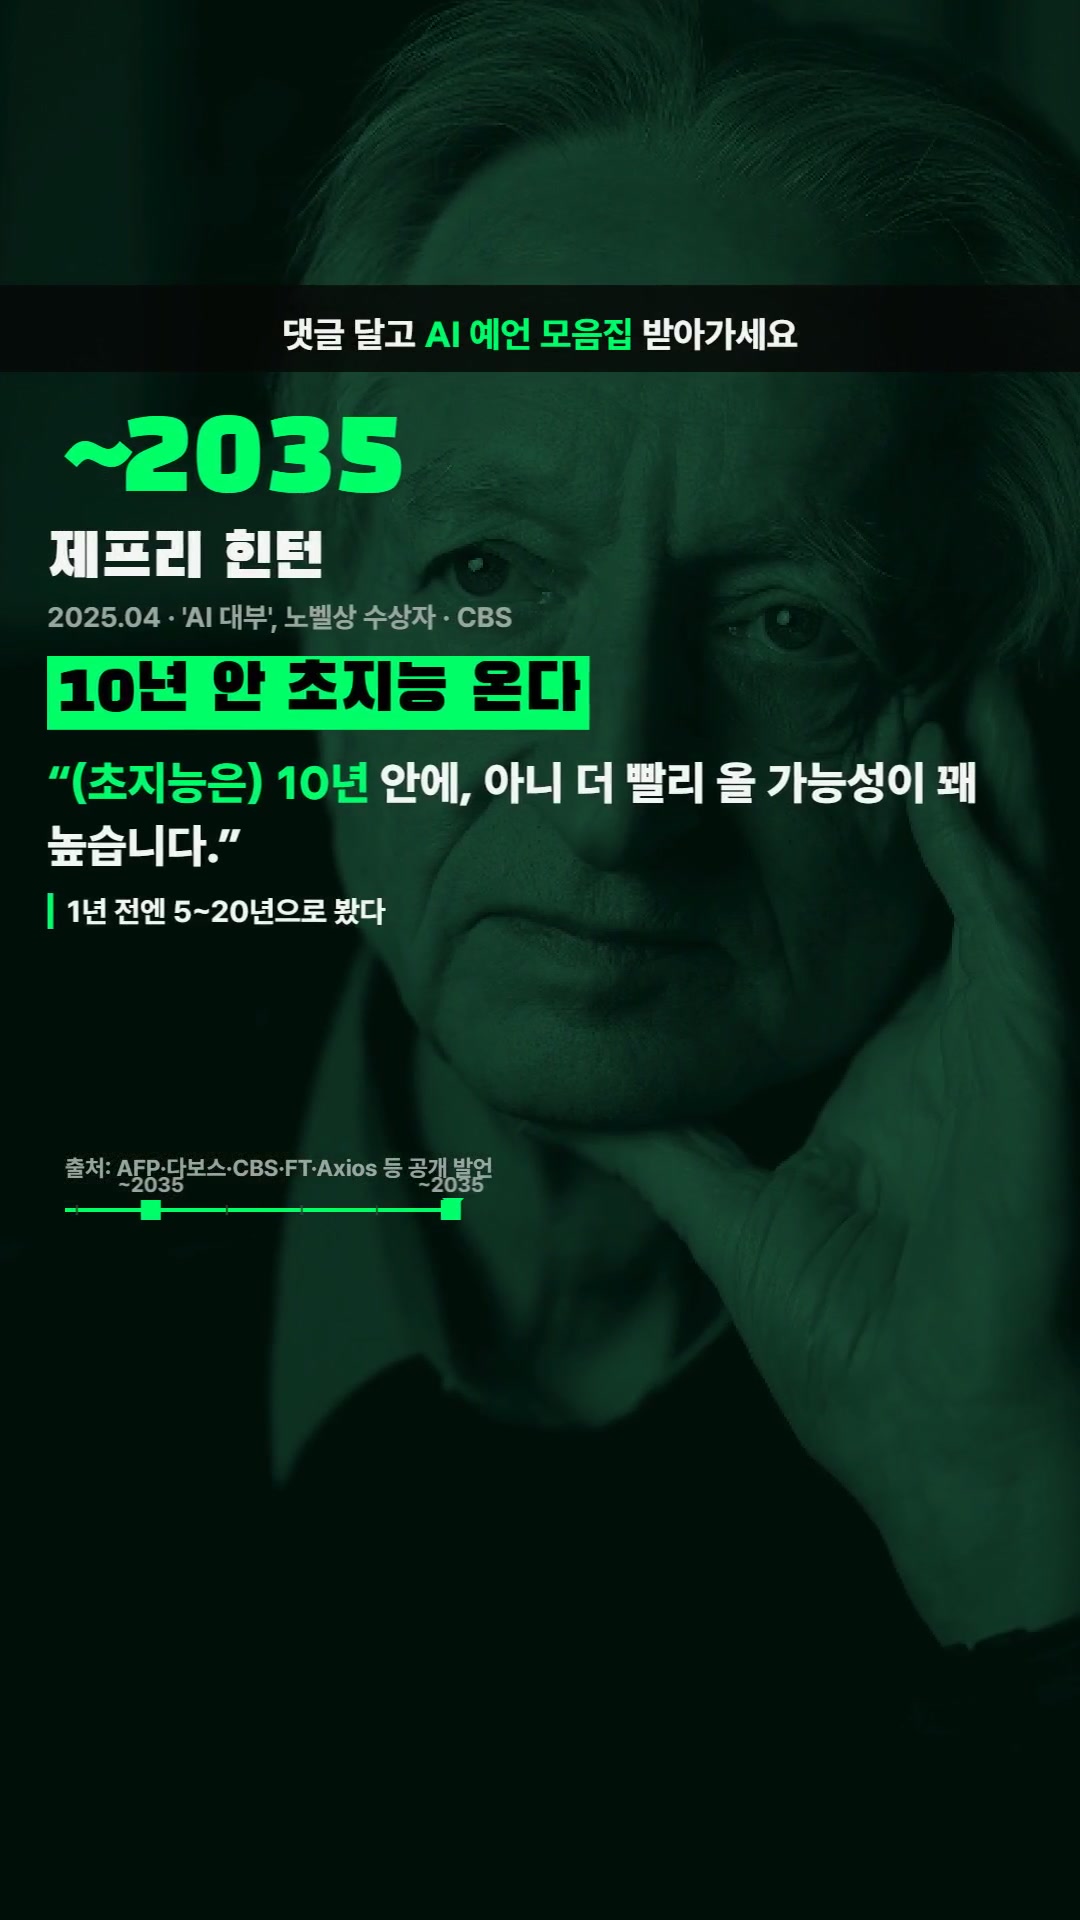 댓글 달고 AI 예언 모음집 받아가세요
~2035
제프리 힌턴
2025.04 · 'AI 대부', 노벨상 수상자 · CBS
10년 안 초지능 온다
“(초지능은) 10년 안에, 아니 더 빨리 올 가능성이 꽤
높습니다.”
1년 전엔 5~20년으로 봤다
출처: AFP·다보스·CBS·FT·Axios 등 공개 발언
~2035 ~2035